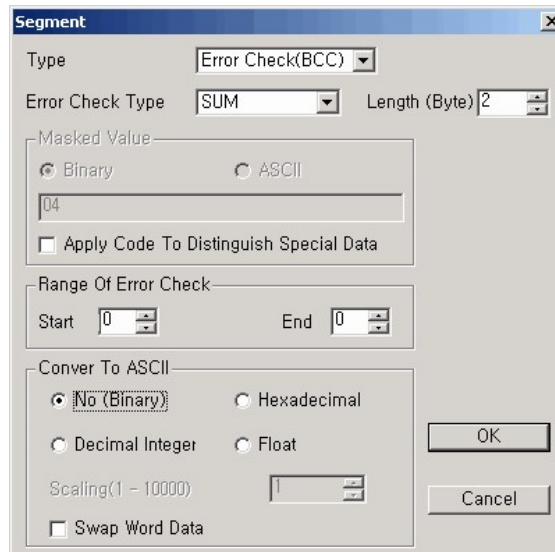 Segment
Type Error Check(BCC)
Error Check Type SUM Length (Byte) 2
Masked Value
Binary ASCII
04
Apply Code To Distinguish Special Data
Range Of Error Check
Start 0 End 0
Conver To ASCII
No (Binary) Hexadecimal
Decimal Integer Float
OK
Scaling(1 - 10000) 1
Cancel
Swap Word Data